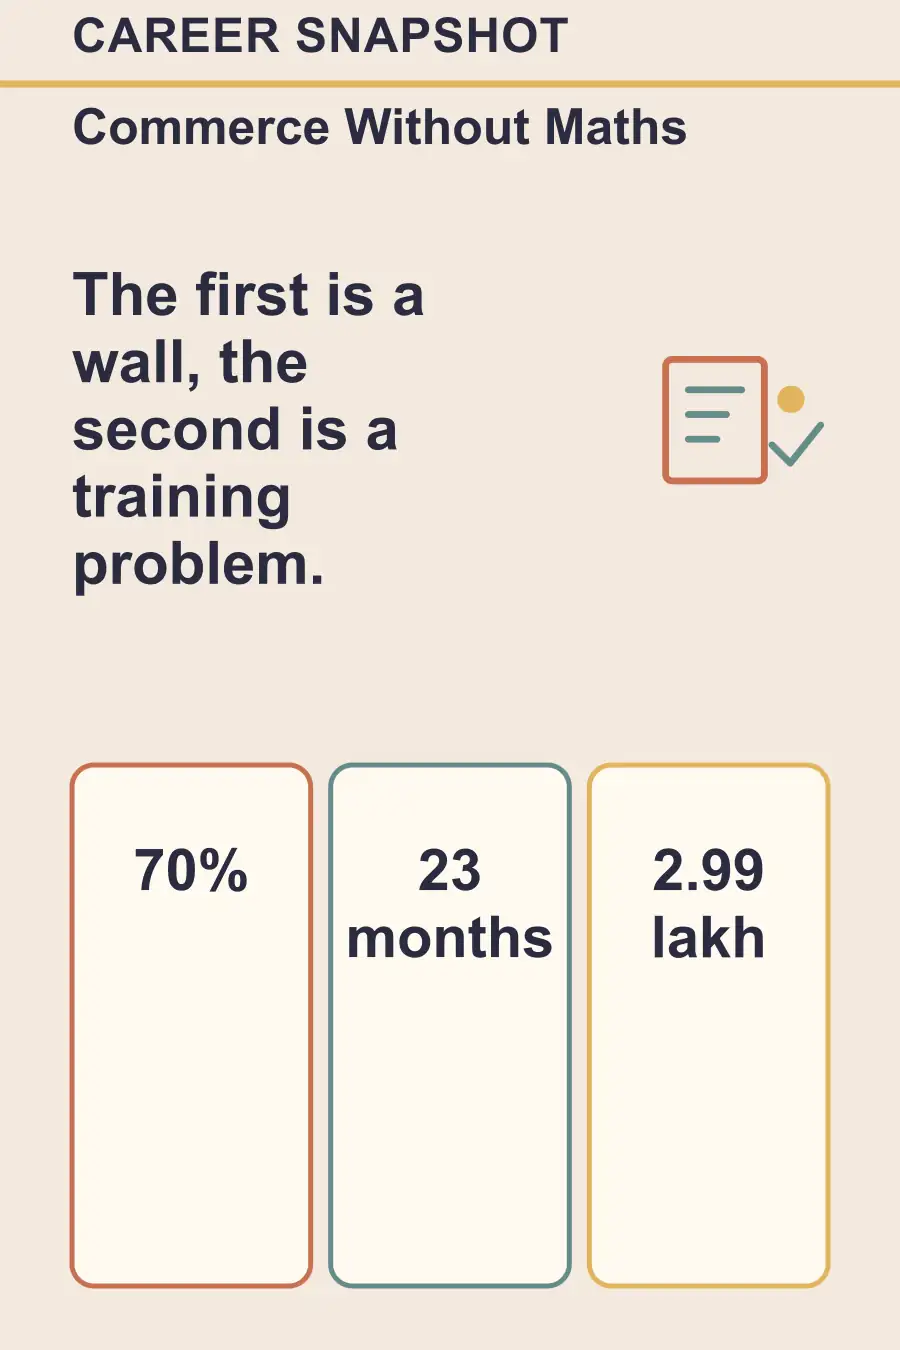 CAREER SNAPSHOT
Commerce Without Maths
The first is a
wall, the
second is a
training
problem.
70%
23
months
2.99
lakh